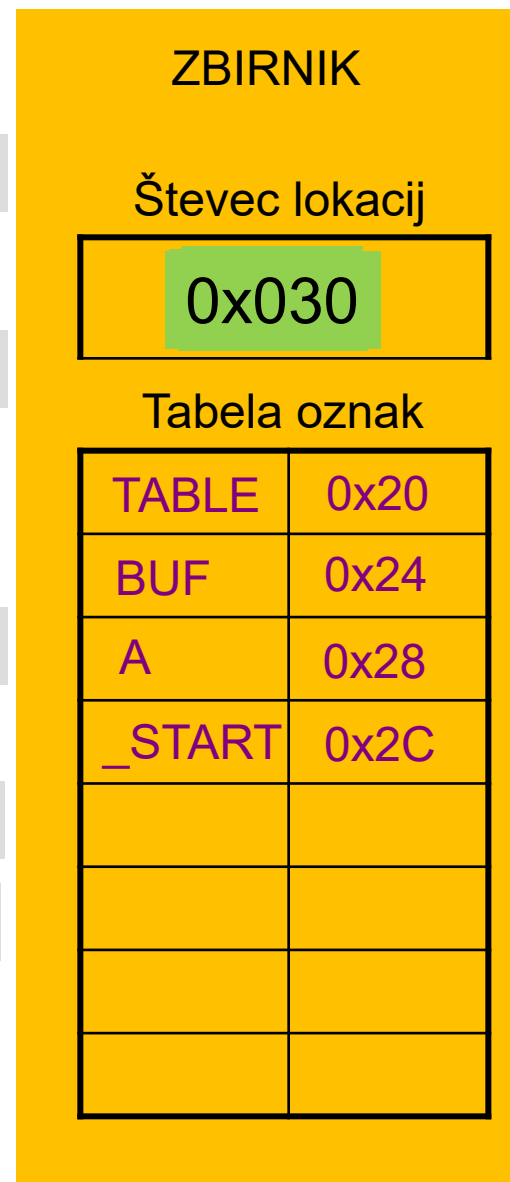 ZBIRNIK
Števec lokacij
0x030
Tabela oznak
TABLE 0x20
BUF 0x24
A 0x28
_START 0x2C